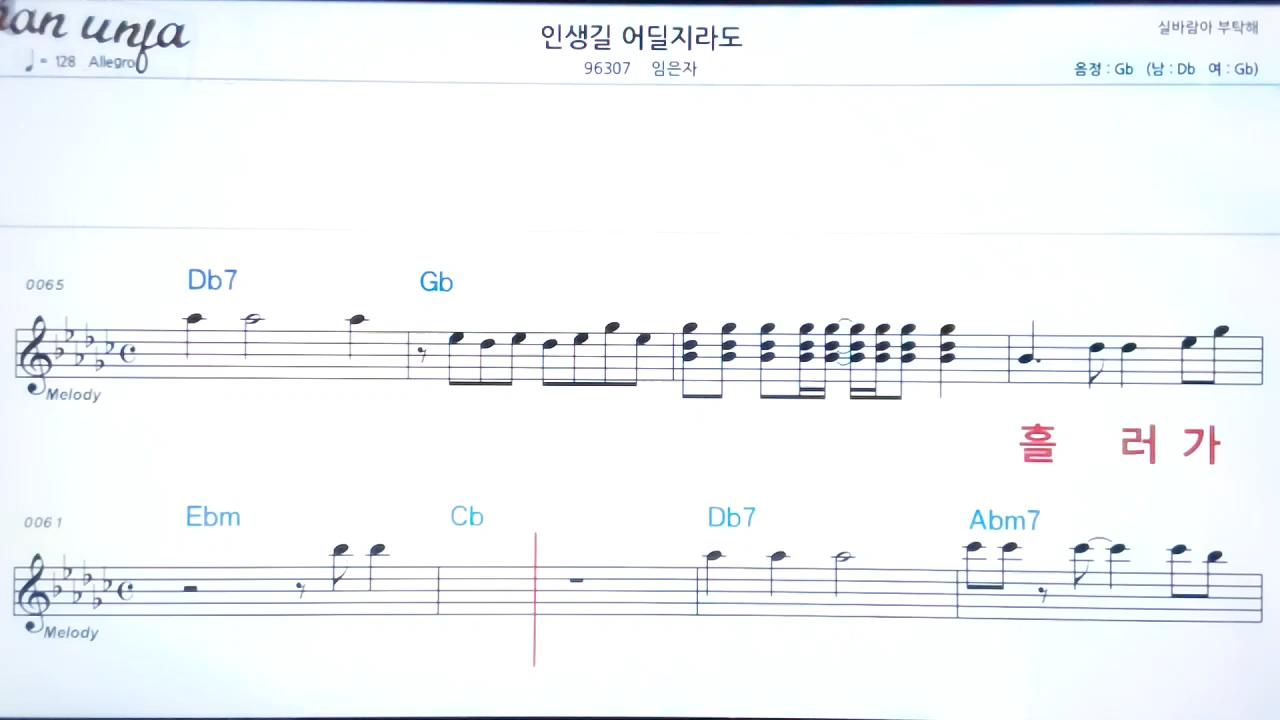 인생길 어딜지라도
실바람아 부탁해
= 128 Allegro
96307 임은자
음정 : Gb (남 : Db 여 : Gb)
0065 Db7 Gb
Melody
흘 러 가
0061 Ebm Cb Db7 Abm7
Melody